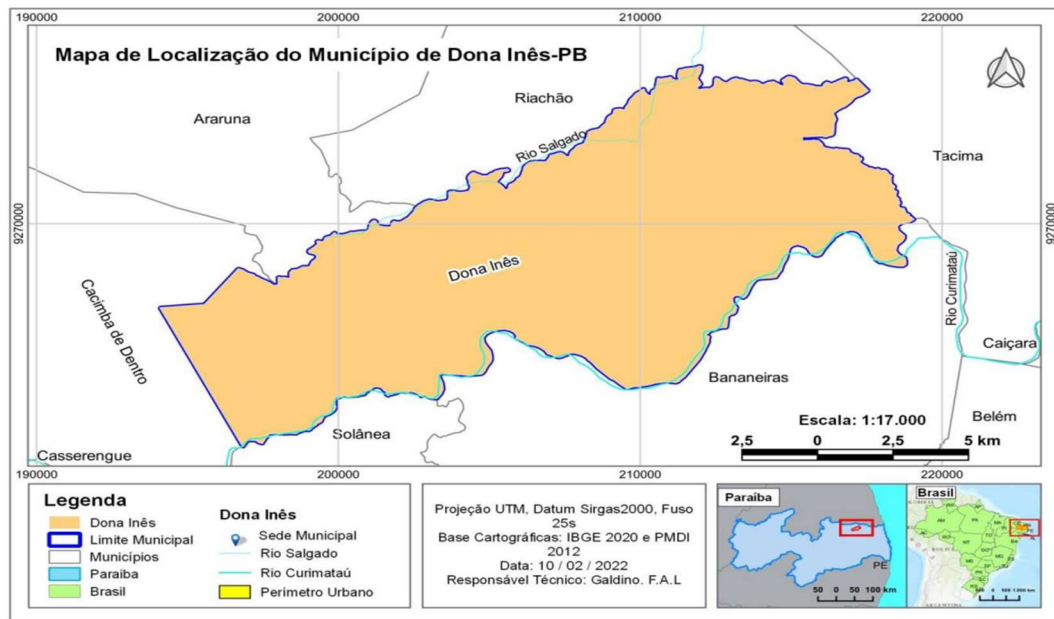 190000
200000
210000
220000
Mapa de Localização do Município de Dona Inês-PB
Riachão
Araruna
Rio Salgado
Tacima
9270000
9270000
Dona Inês
Cacimba de Dentro
Rio Curimataú
Caiçara
Bananeiras
Escala: 1:17.000
Belém
Solânea
2,5 0 2,5 5 km
Casserengue
190000
200000
210000
220000
Legenda
Dona Inês
Limite Municipal
Municípios
Paraiba
Brasil
Dona Inês
Sede Municipal
Rio Salgado
Rio Curimataú
Perímetro Urbano
Projeção UTM, Datum Sirgas2000, Fuso
25s
Base Cartográficas: IBGE 2020 e PMDI
2012
Data: 10 / 02 / 2022
Responsável Técnico: Galdino. F.A.L
Paraíba
PE
50 0 50 100 km
Brasil